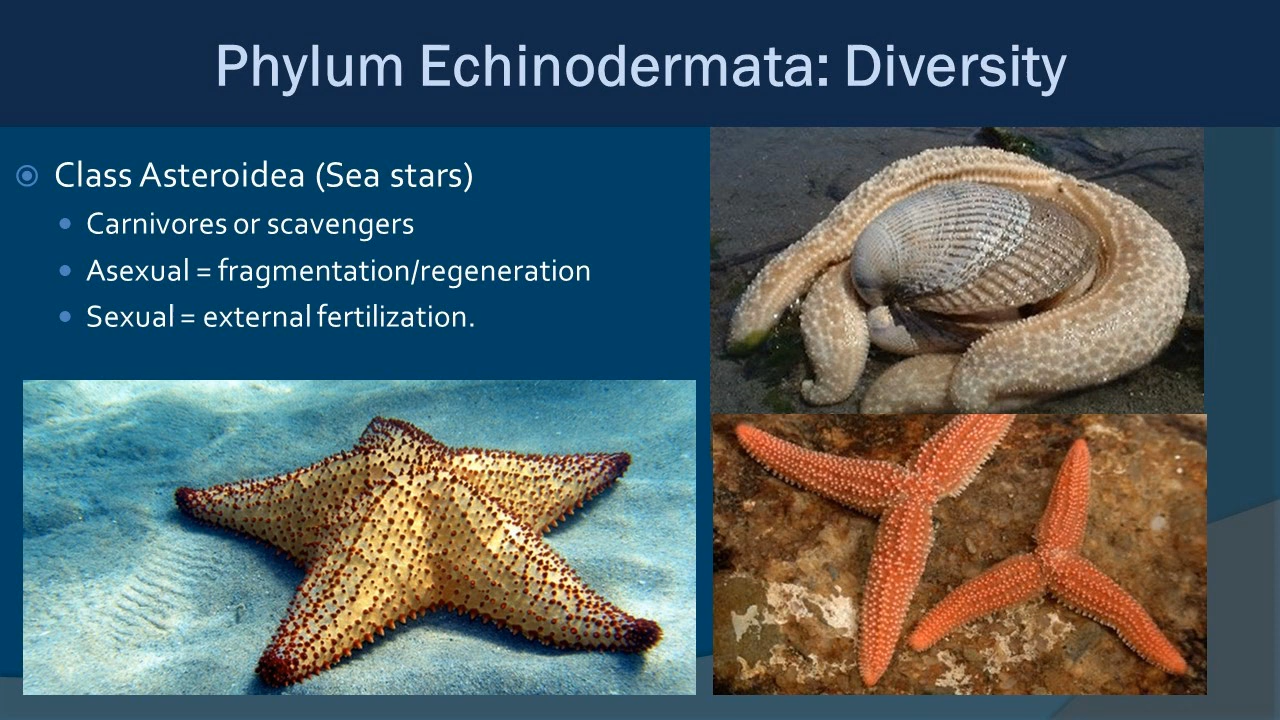 Phylum Echinodermata: Diversity
Class Asteroidea (Sea stars)
Carnivores or scavengers
Asexual = fragmentation/regeneration
Sexual = external fertilization.